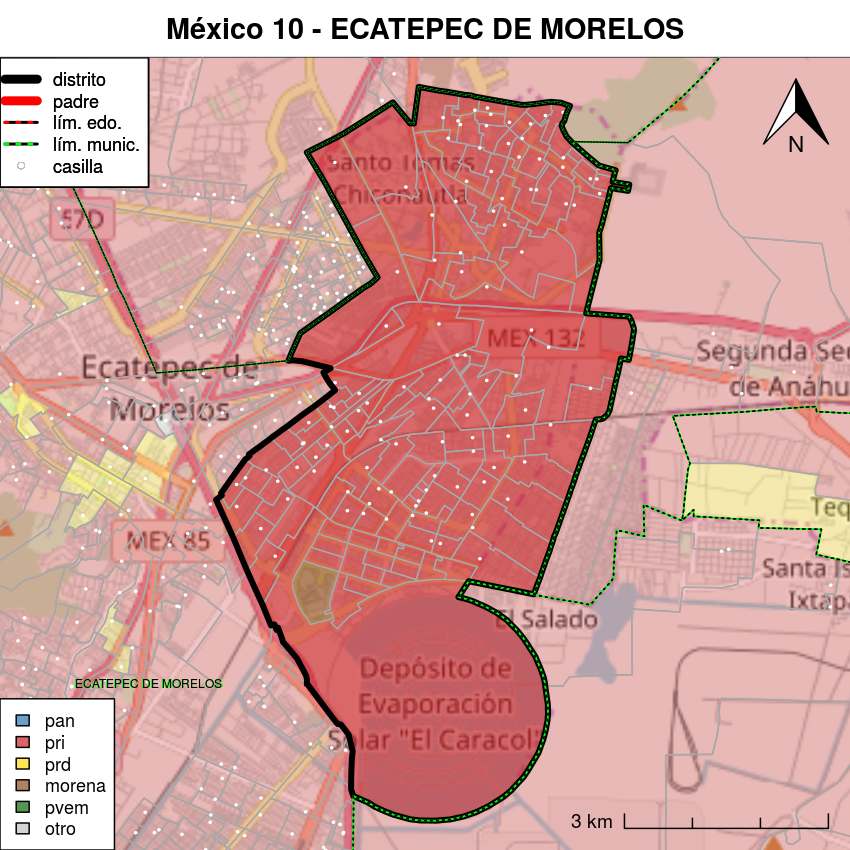 México 10 - ECATEPEC DE MORELOS
distrito
padre
lím. edo.
lím. munic.
casilla
N
Santo Tomás
Chiconautla
57D
MEX 132
Ecatepec de
Morelos
Segunda Sec
de Anáhu
MEX 85
Teq
Santa Is
Ixtapa
El Salado
Depósito de
Evaporación
Solar "El Caracol"
ECATEPEC DE MORELOS
pan
pri
prd
morena
pvem
otro
3 km